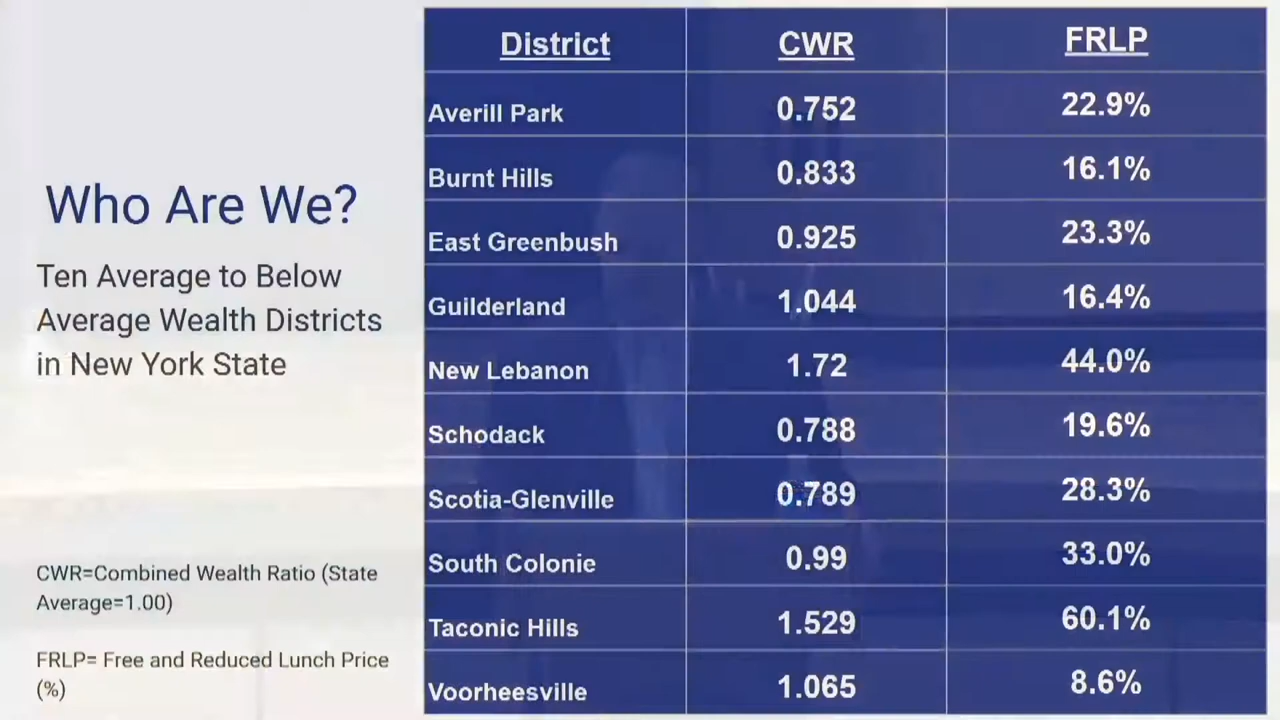 Who Are We?
Ten Average to Below
Average Wealth Districts
in New York State
CWR=Combined Wealth Ratio (State
Average=1.00)
FRLP= Free and Reduced Lunch Price
(%)
District CWR FRLP
Averill Park 0.752 22.9%
Burnt Hills 0.833 16.1%
East Greenbush 0.925 23.3%
Guilderland 1.044 16.4%
New Lebanon 1.72 44.0%
Schodack 0.788 19.6%
Scotia-Glenville 0.789 28.3%
South Colonie 0.99 33.0%
Taconic Hills 1.529 60.1%
Voorheesville 1.065 8.6%